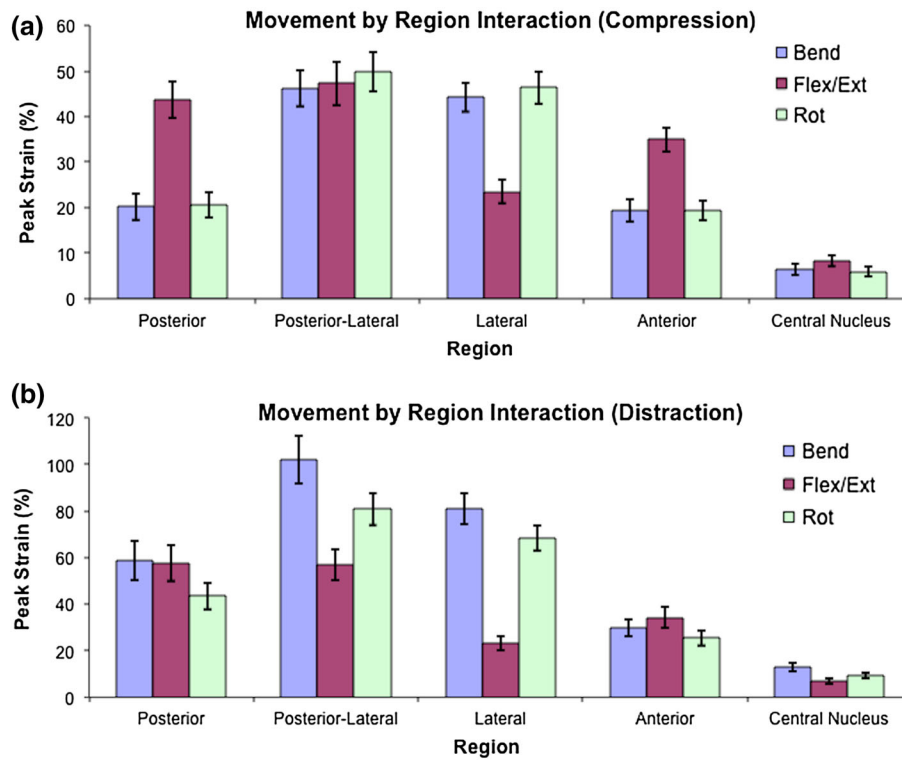 (a)
Movement by Region Interaction (Compression)
60
50
40
30
20
10
0
Peak Strain (%)
Bend
Flex/Ext
Rot
Posterior
Posterior-Lateral
Lateral
Anterior
Central Nucleus
Region
(b)
Movement by Region Interaction (Distraction)
120
100
80
60
40
20
0
Peak Strain (%)
Bend
Flex/Ext
Rot
Posterior
Posterior-Lateral
Lateral
Anterior
Central Nucleus
Region